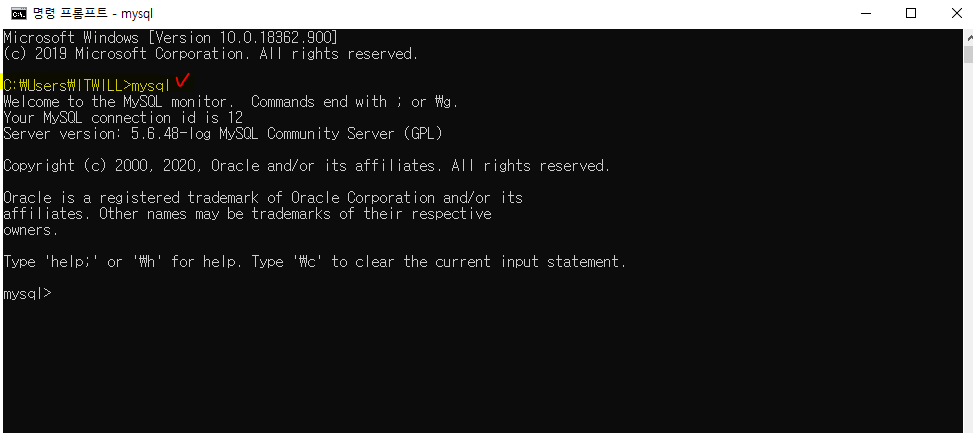 명령 프롬프트 - mysql
Microsoft Windows [Version 10.0.18362.900]
(c) 2019 Microsoft Corporation. All rights reserved.
C:₩Users₩ITWILL>mysql
Welcome to the MySQL monitor.  Commands end with ; or ₩g.
Your MySQL connection id is 12
Server version: 5.6.48-log MySQL Community Server (GPL)
Copyright (c) 2000, 2020, Oracle and/or its affiliates. All rights reserved.
Oracle is a registered trademark of Oracle Corporation and/or its
affiliates. Other names may be trademarks of their respective
owners.
Type 'help;' or '₩h' for help. Type '₩c' to clear the current input statement.
mysql>